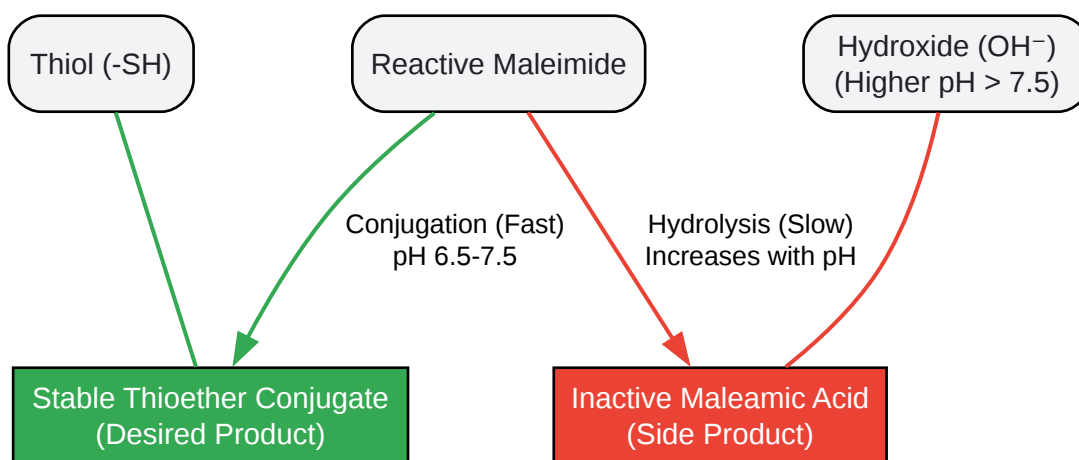 Thiol (-SH)
Reactive Maleimide
Hydroxide (OH⁻)
(Higher pH > 7.5)
Conjugation (Fast)
pH 6.5-7.5
Hydrolysis (Slow)
Increases with pH
Stable Thioether Conjugate
(Desired Product)
Inactive Maleamic Acid
(Side Product)